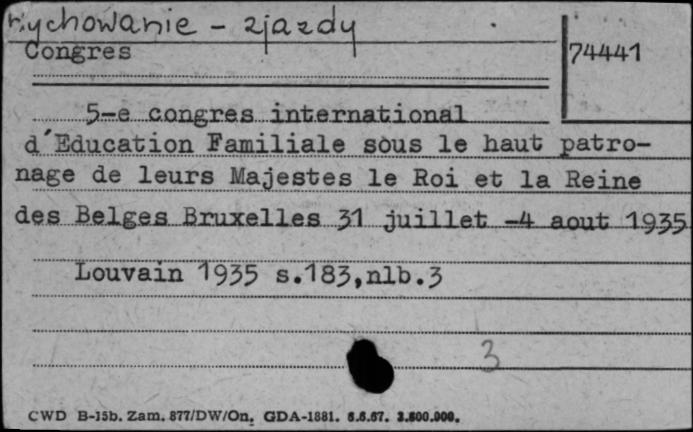 Wychowanie - zjazdy
Congres
74441
5-e congres international
d'Education Familiale sous le haut patro-
nage de leurs Majestes le Roi et la Reine
des Belges Bruxelles 31 juillet -4 aout 1935
Louvain 1935 s.183,nlb.3
3
CWD B-15b. Zam. 877/DW/On. GDA-1881. 6.6.67. 3.800.000.